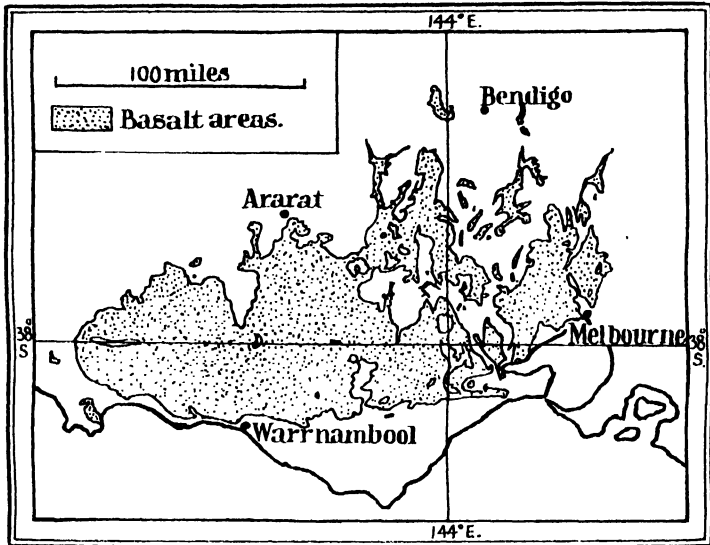 144° E.
100 miles
Basalt areas.
Bendigo
Ararat
38°
S
Melbourne
38°
S.
Warrnambool
144° E.